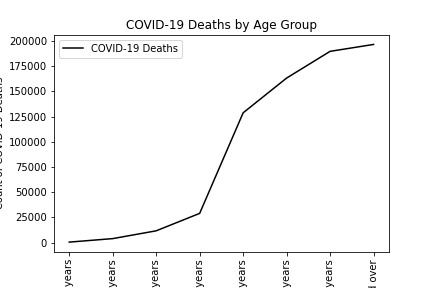 COVID-19 Deaths by Age Group
COVID-19 Deaths
200000
175000
150000
125000
100000
75000
50000
25000
0
years
years
years
years
years
years
years
over